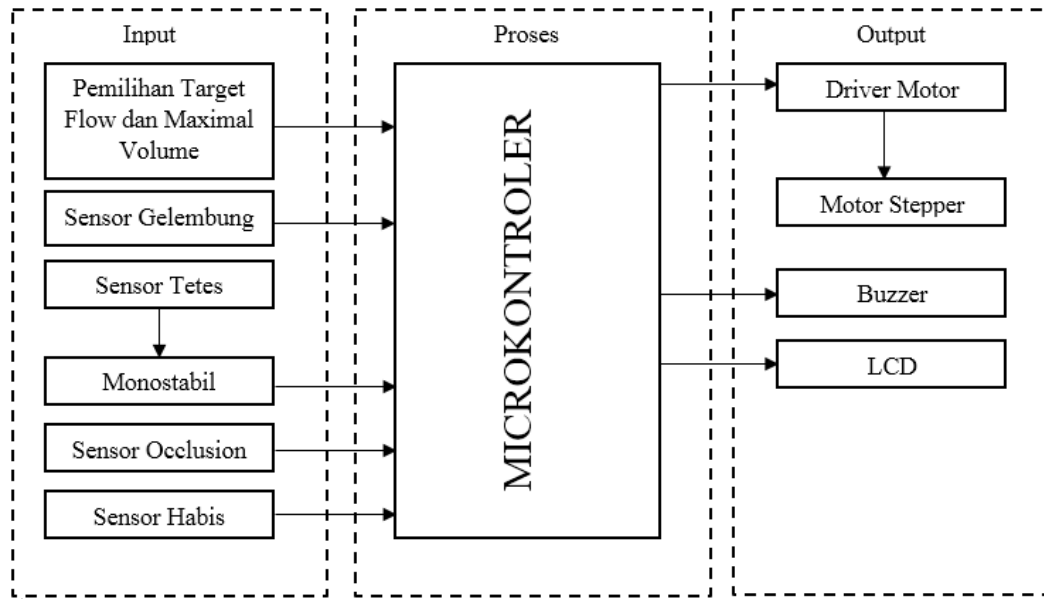 Input
Pemilihan Target
Flow dan Maximal
Volume
Sensor Gelembung
Sensor Tetes
Monostabil
Sensor Occlusion
Sensor Habis
Proses
MICROKONTROLER
Output
Driver Motor
Motor Stepper
Buzzer
LCD